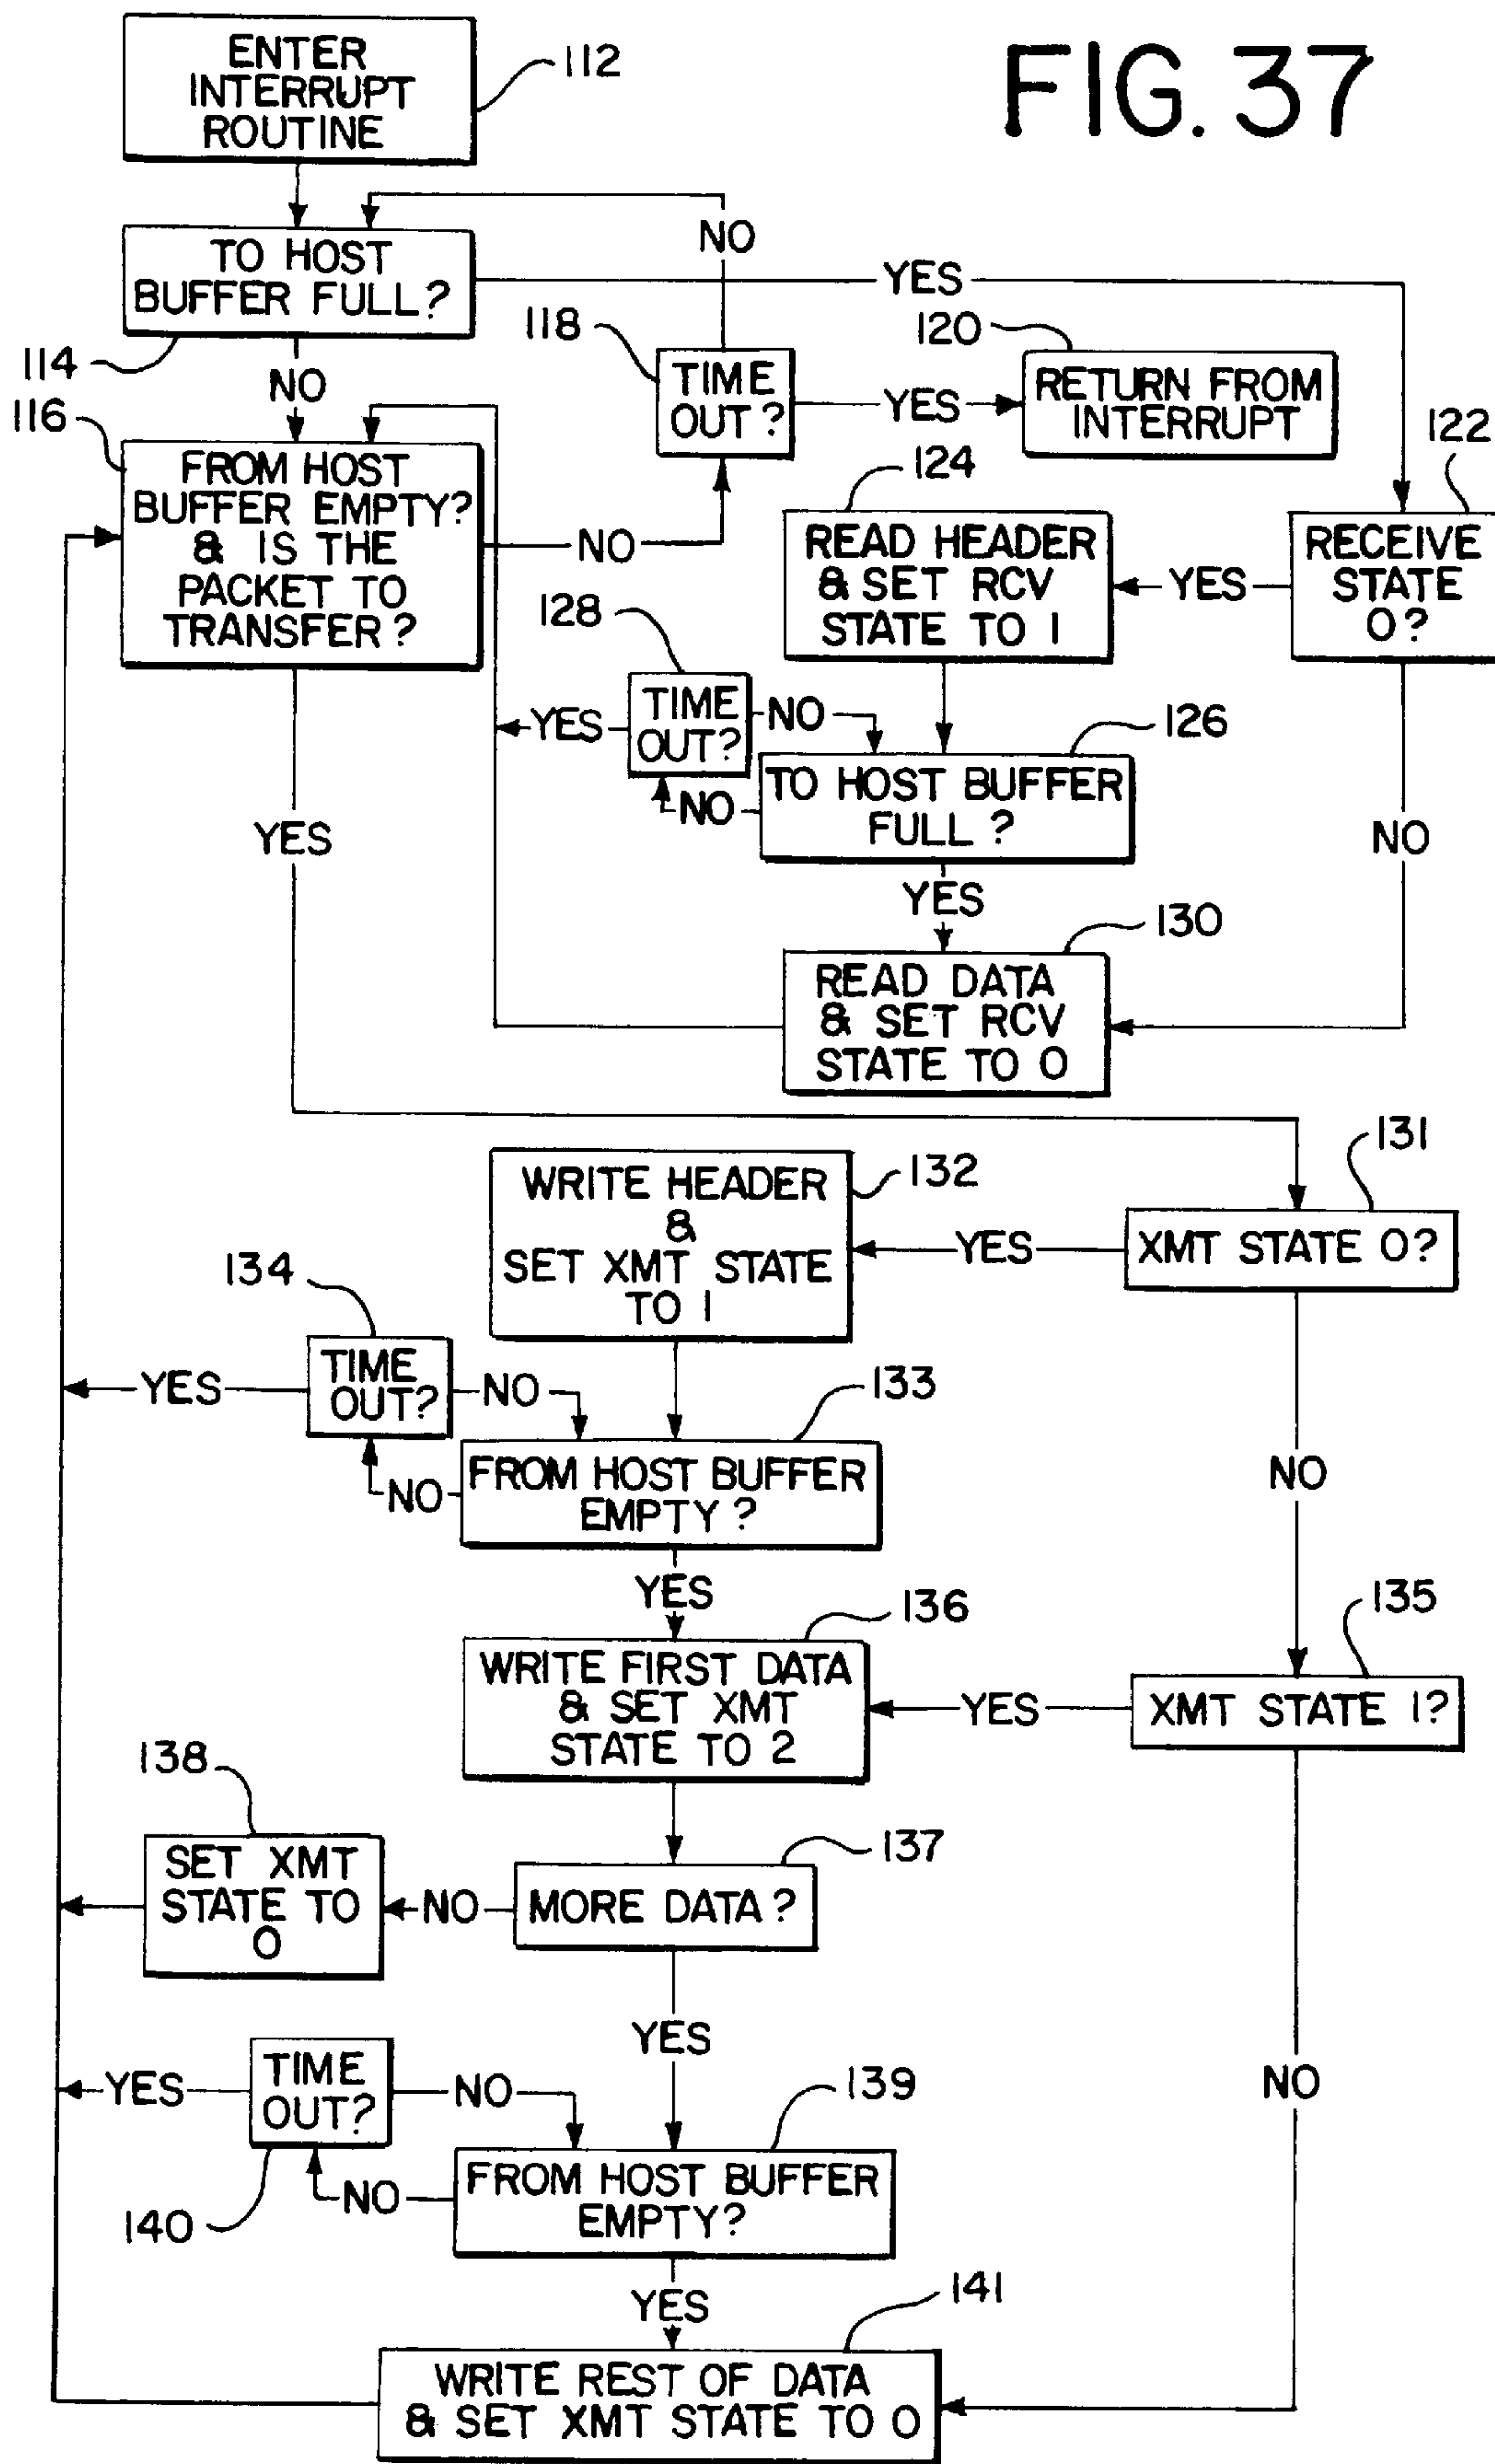 FIG. 37
ENTER
INTERRUPT
ROUTINE
112
TO HOST
BUFFER FULL?
114
NO
YES
NO
118
TIME
OUT?
YES
120
RETURN FROM
INTERRUPT
116
FROM HOST
BUFFER EMPTY?
& IS THE
PACKET TO
TRANSFER?
NO
YES
122
RECEIVE
STATE
0?
YES
NO
124
READ HEADER
& SET RCV
STATE TO 1
128
TIME
OUT?
YES
NO
126
TO HOST BUFFER
FULL?
NO
YES
130
READ DATA
& SET RCV
STATE TO 0
131
XMT STATE 0?
YES
NO
132
WRITE HEADER
&
SET XMT STATE
TO 1
134
TIME
OUT?
YES
NO
133
FROM HOST BUFFER
EMPTY?
NO
YES
135
XMT STATE 1?
YES
NO
136
WRITE FIRST DATA
& SET XMT
STATE TO 2
137
MORE DATA?
NO
YES
138
SET XMT
STATE TO
0
140
TIME
OUT?
YES
NO
139
FROM HOST BUFFER
EMPTY?
NO
YES
141
WRITE REST OF DATA
& SET XMT STATE TO 0